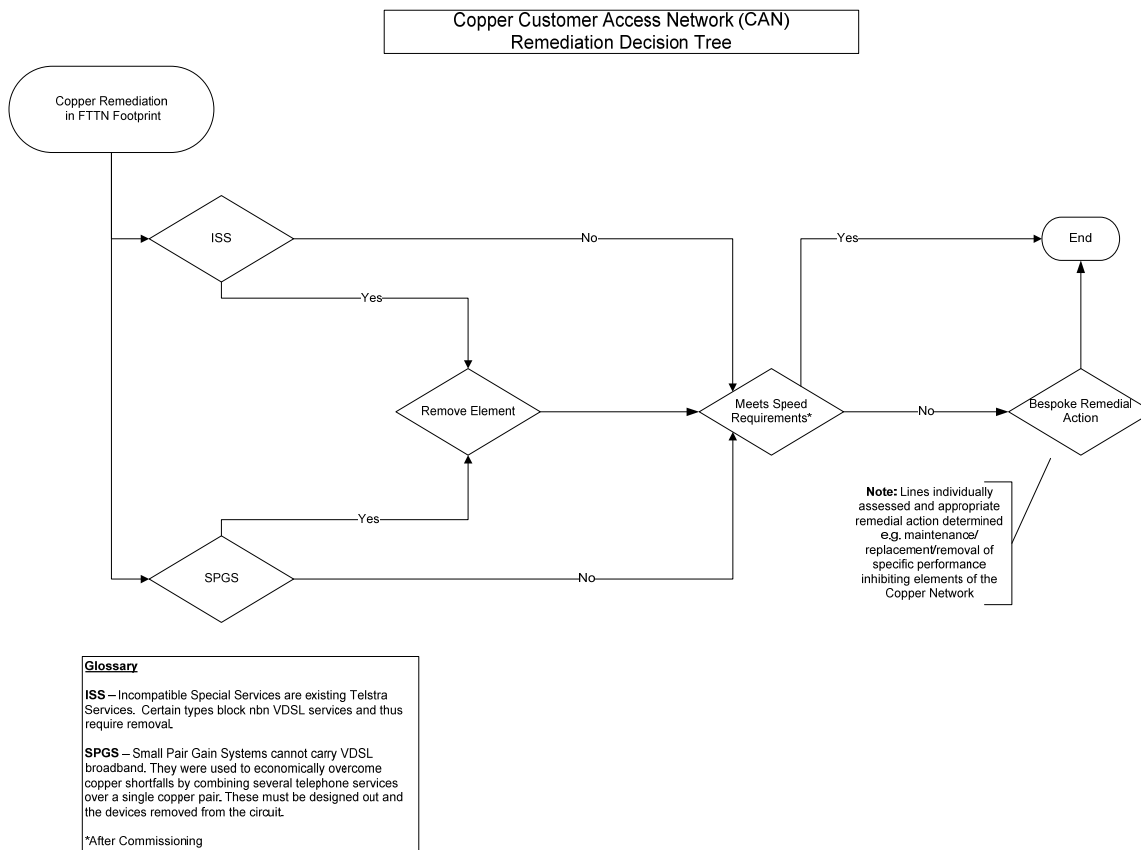 Copper Customer Access Network (CAN)
Remediation Decision Tree
Copper Remediation
in FTTN Footprint
ISS
No
Yes
End
Yes
Remove Element
Meets Speed
Requirements*
No
Bespoke Remedial
Action
Yes
SPGS
No
Note: Lines individually
assessed and appropriate
remedial action determined
e.g. maintenance/
replacement/removal of
specific performance
inhibiting elements of the
Copper Network
Glossary
ISS – Incompatible Special Services are existing Telstra
Services. Certain types block nbn VDSL services and thus
require removal.
SPGS – Small Pair Gain Systems cannot carry VDSL
broadband. They were used to economically overcome
copper shortfalls by combining several telephone services
over a single copper pair. These must be designed out and
the devices removed from the circuit.
*After Commissioning